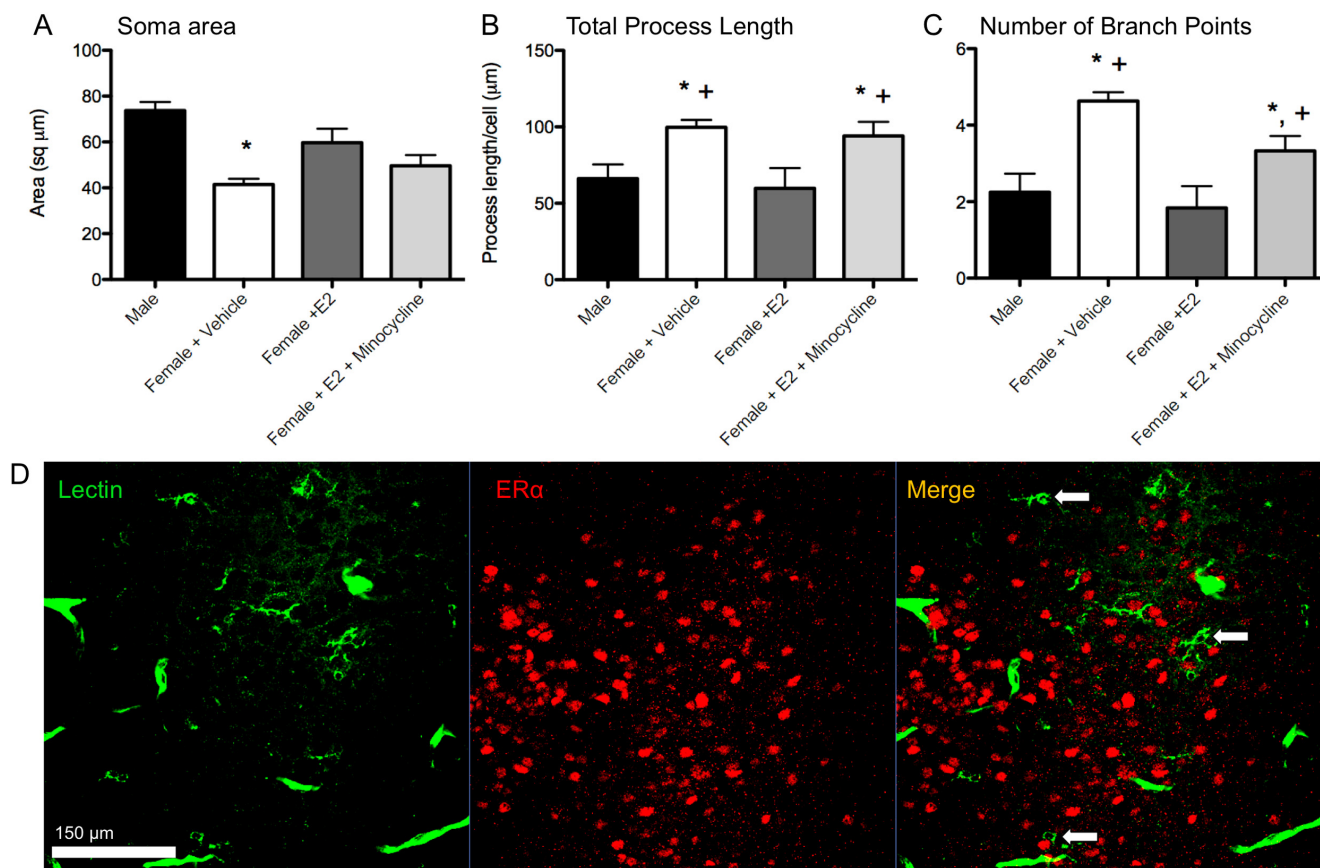 A Soma area
100
80
60
40
20
0
Area (sq μm)
*
Male
Female + Vehicle
Female +E2
Female + E2 + Minocycline
B Total Process Length
150
100
50
0
Process length/cell (μm)
* +
* +
Male
Female + Vehicle
Female +E2
Female + E2 + Minocycline
C Number of Branch Points
6
4
2
0
* +
*, +
Male
Female + Vehicle
Female +E2
Female + E2 + Minocycline
D
Lectin
ERα
Merge
150 μm